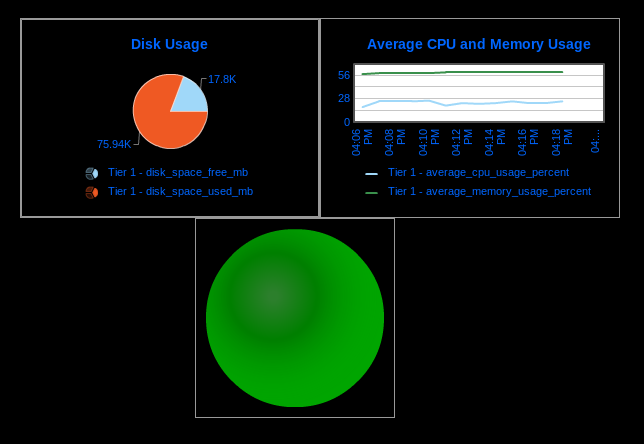 Disk Usage
17.8K
75.94K
Tier 1 - disk_space_free_mb
Tier 1 - disk_space_used_mb
Average CPU and Memory Usage
56
28
0
04:06 PM
04:08 PM
04:10 PM
04:12 PM
04:14 PM
04:16 PM
04:18 PM
04:...
Tier 1 - average_cpu_usage_percent
Tier 1 - average_memory_usage_percent